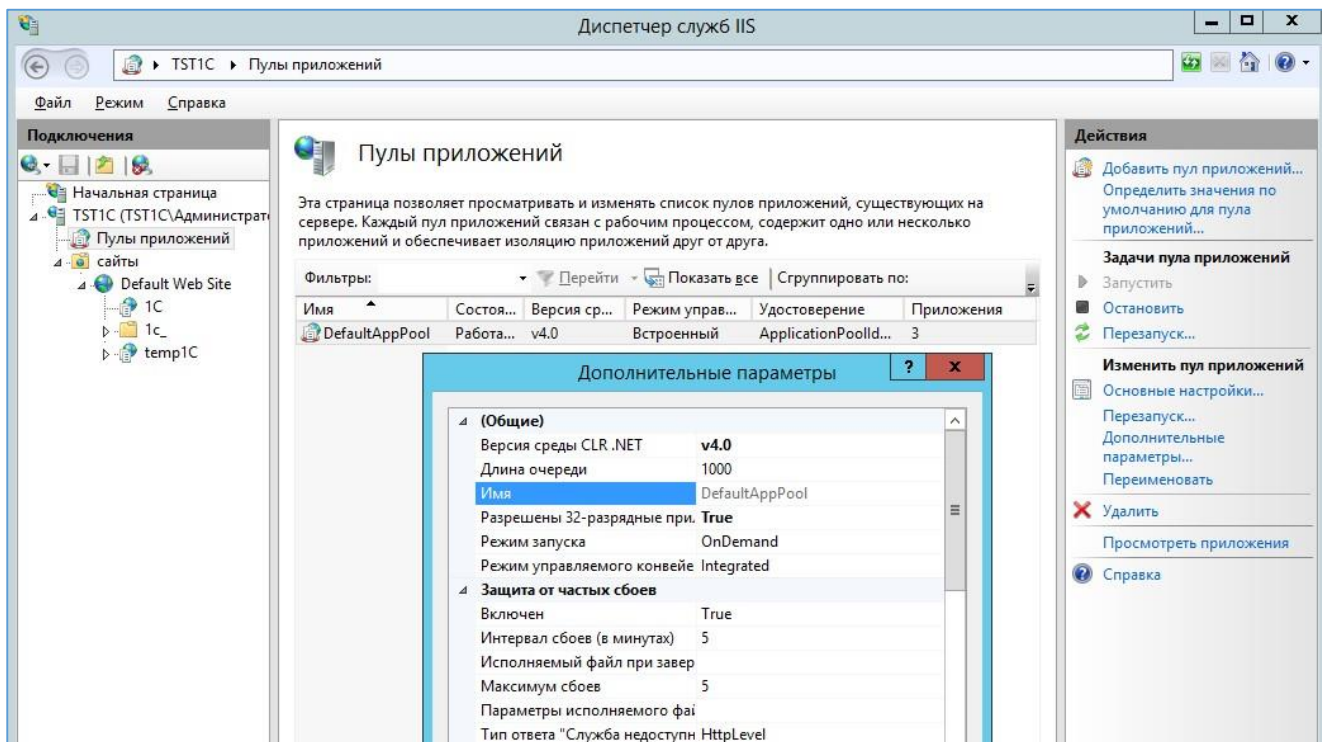 Диспетчер служб IIS
TST1C ▸ Пулы приложений
Файл Режим Справка
Подключения
Начальная страница
TST1C (TST1C\Администрат
Пулы приложений
сайты
Default Web Site
1C
1c_
temp1C
Пулы приложений
Эта страница позволяет просматривать и изменять список пулов приложений, существующих на
сервере. Каждый пул приложений связан с рабочим процессом, содержит одно или несколько
приложений и обеспечивает изоляцию приложений друг от друга.
Фильтры: Перейти Показать все Сгруппировать по:
Имя Состоя... Версия ср... Режим управ... Удостоверение Приложения
DefaultAppPool Работа... v4.0 Встроенный ApplicationPoolId... 3
Дополнительные параметры ? x
(Общие)
Версия среды CLR .NET v4.0
Длина очереди 1000
Имя DefaultAppPool
Разрешены 32-разрядные при. True
Режим запуска OnDemand
Режим управляемого конвейе Integrated
Защита от частых сбоев
Включен True
Интервал сбоев (в минутах) 5
Исполняемый файл при завер
Максимум сбоев 5
Параметры исполняемого фай
Тип ответа "Служба недоступн HttpLevel
Действия
Добавить пул приложений...
Определить значения по
умолчанию для пула
приложений...
Задачи пула приложений
Запустить
Остановить
Перезапуск...
Изменить пул приложений
Основные настройки...
Перезапуск...
Дополнительные
параметры...
Переименовать
Удалить
Просмотреть приложения
Справка